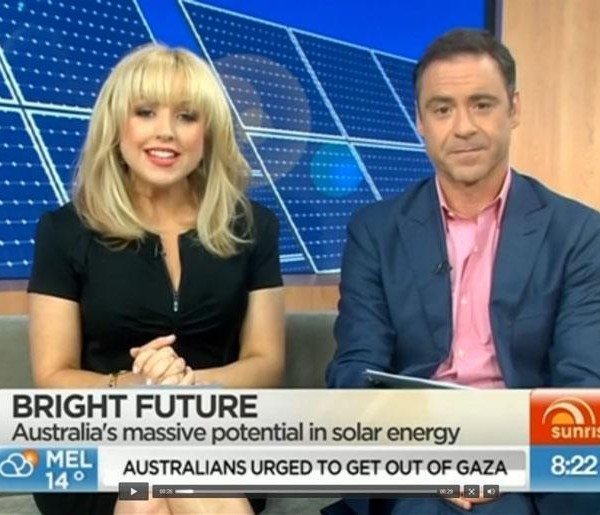 BRIGHT FUTURE
Australia's massive potential in solar energy
sunris
MEL
14°
AUSTRALIANS URGED TO GET OUT OF GAZA
8:22